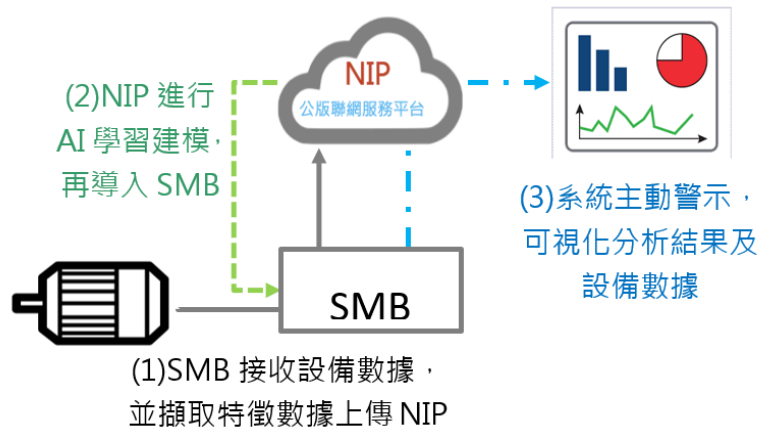 NIP
公版聯網服務平台
(2)NIP 進行
AI 學習建模，
再導入 SMB
(3)系統主動警示，
可視化分析結果及
設備數據
SMB
(1)SMB 接收設備數據，
並擷取特徵數據上傳 NIP